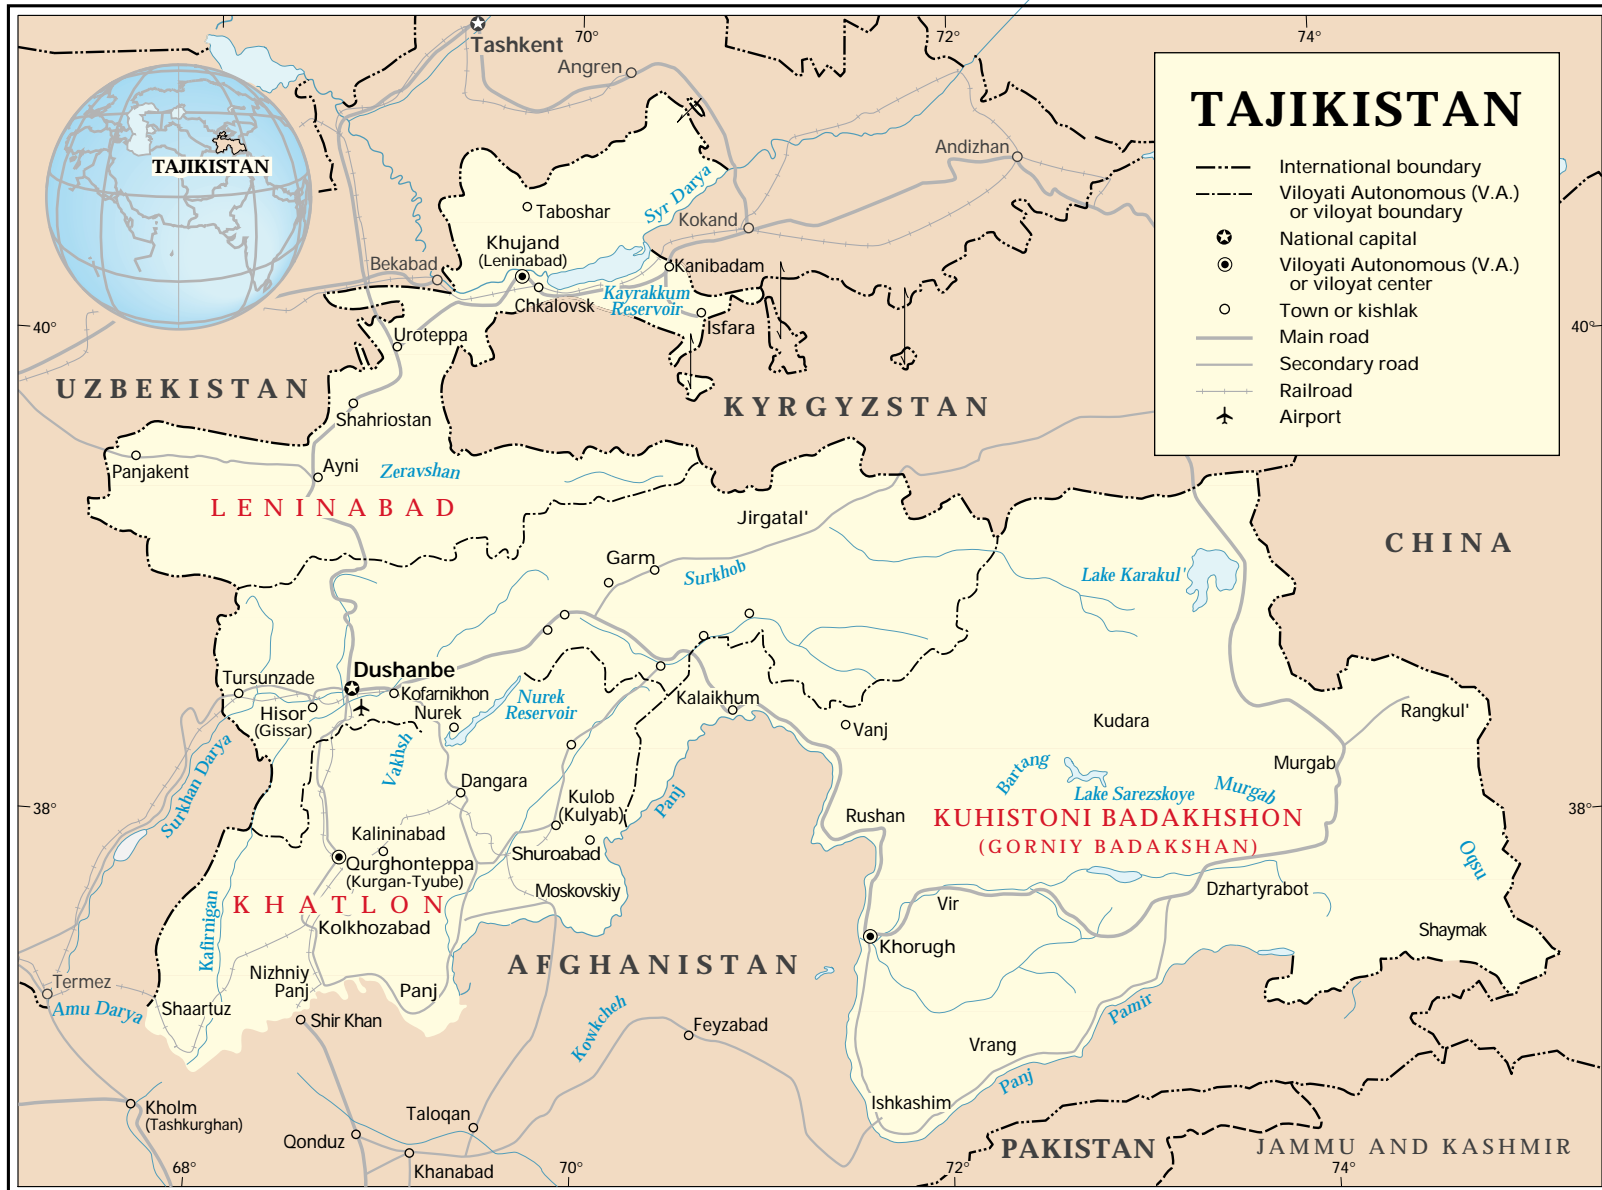 70°
72°
74°
Tashkent
Angren
TAJIKISTAN
International boundary
Viloyati Autonomous (V.A.)
or viloyat boundary
National capital
Viloyati Autonomous (V.A.)
or viloyat center
Town or kishlak
Main road
Secondary road
Railroad
Airport
TAJIKISTAN
Andizhan
Syr Darya
Taboshar
Kokand
Khujand
(Leninabad)
Bekabad
Kanibadam
Kayrakkum
Reservoir
Chkalovsk
Isfara
Uroteppa
40°
40°
UZBEKISTAN
KYRGYZSTAN
Shahriostan
Panjakent
Ayni
Zeravshan
LENINABAD
Jirgatal'
CHINA
Garm
Surkhob
Lake Karakul'
Dushanbe
Tursunzade
Kofarnikhon
Nurek
Nurek
Reservoir
Hisor
(Gissar)
Kalaikhum
Vanj
Kudara
Rangkul'
Surkhan Darya
Vakhsh
Dangara
Bartang
Murgab
Murgab
Lake Sarezskoye
Panj
Kulob
(Kulyab)
Rushan
38°
38°
KUHISTONI BADAKHSHON
(GORNIY BADAKSHAN)
Kalininabad
Shuroabad
Qurghonteppa
(Kurgan-Tyube)
Moskovskiy
Oqsu
KHATLON
Kafirnigan
Kolkhozabad
Vir
Dzhartyrabot
Khorugh
Shaymak
AFGHANISTAN
Termez
Nizhniy
Panj
Panj
Amu Darya
Shaartuz
Shir Khan
Kowkcheh
Feyzabad
Pamir
Vrang
Panj
Ishkashim
Kholm
(Tashkurghan)
Taloqan
Qonduz
Khanabad
PAKISTAN
JAMMU AND KASHMIR
68°
70°
72°
74°